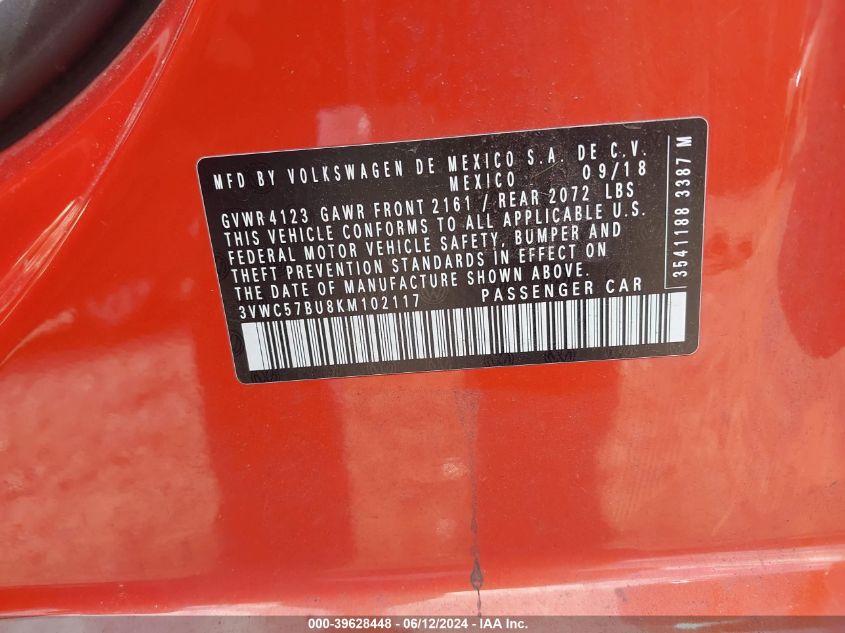 MFD BY VOLKSWAGEN DE MEXICO S.A. DE C.V.
MEXICO 09/18
GVWR 4123 GAWR FRONT 2161 / REAR 2072 LBS
THIS VEHICLE CONFORMS TO ALL APPLICABLE U.S.
FEDERAL MOTOR VEHICLE SAFETY, BUMPER AND
THEFT PREVENTION STANDARDS IN EFFECT ON
THE DATE OF MANUFACTURE SHOWN ABOVE.
3VWC57BU8KM102117 PASSENGER CAR
3541188 3387 M
000-39628448 - 06/12/2024 - IAA Inc.